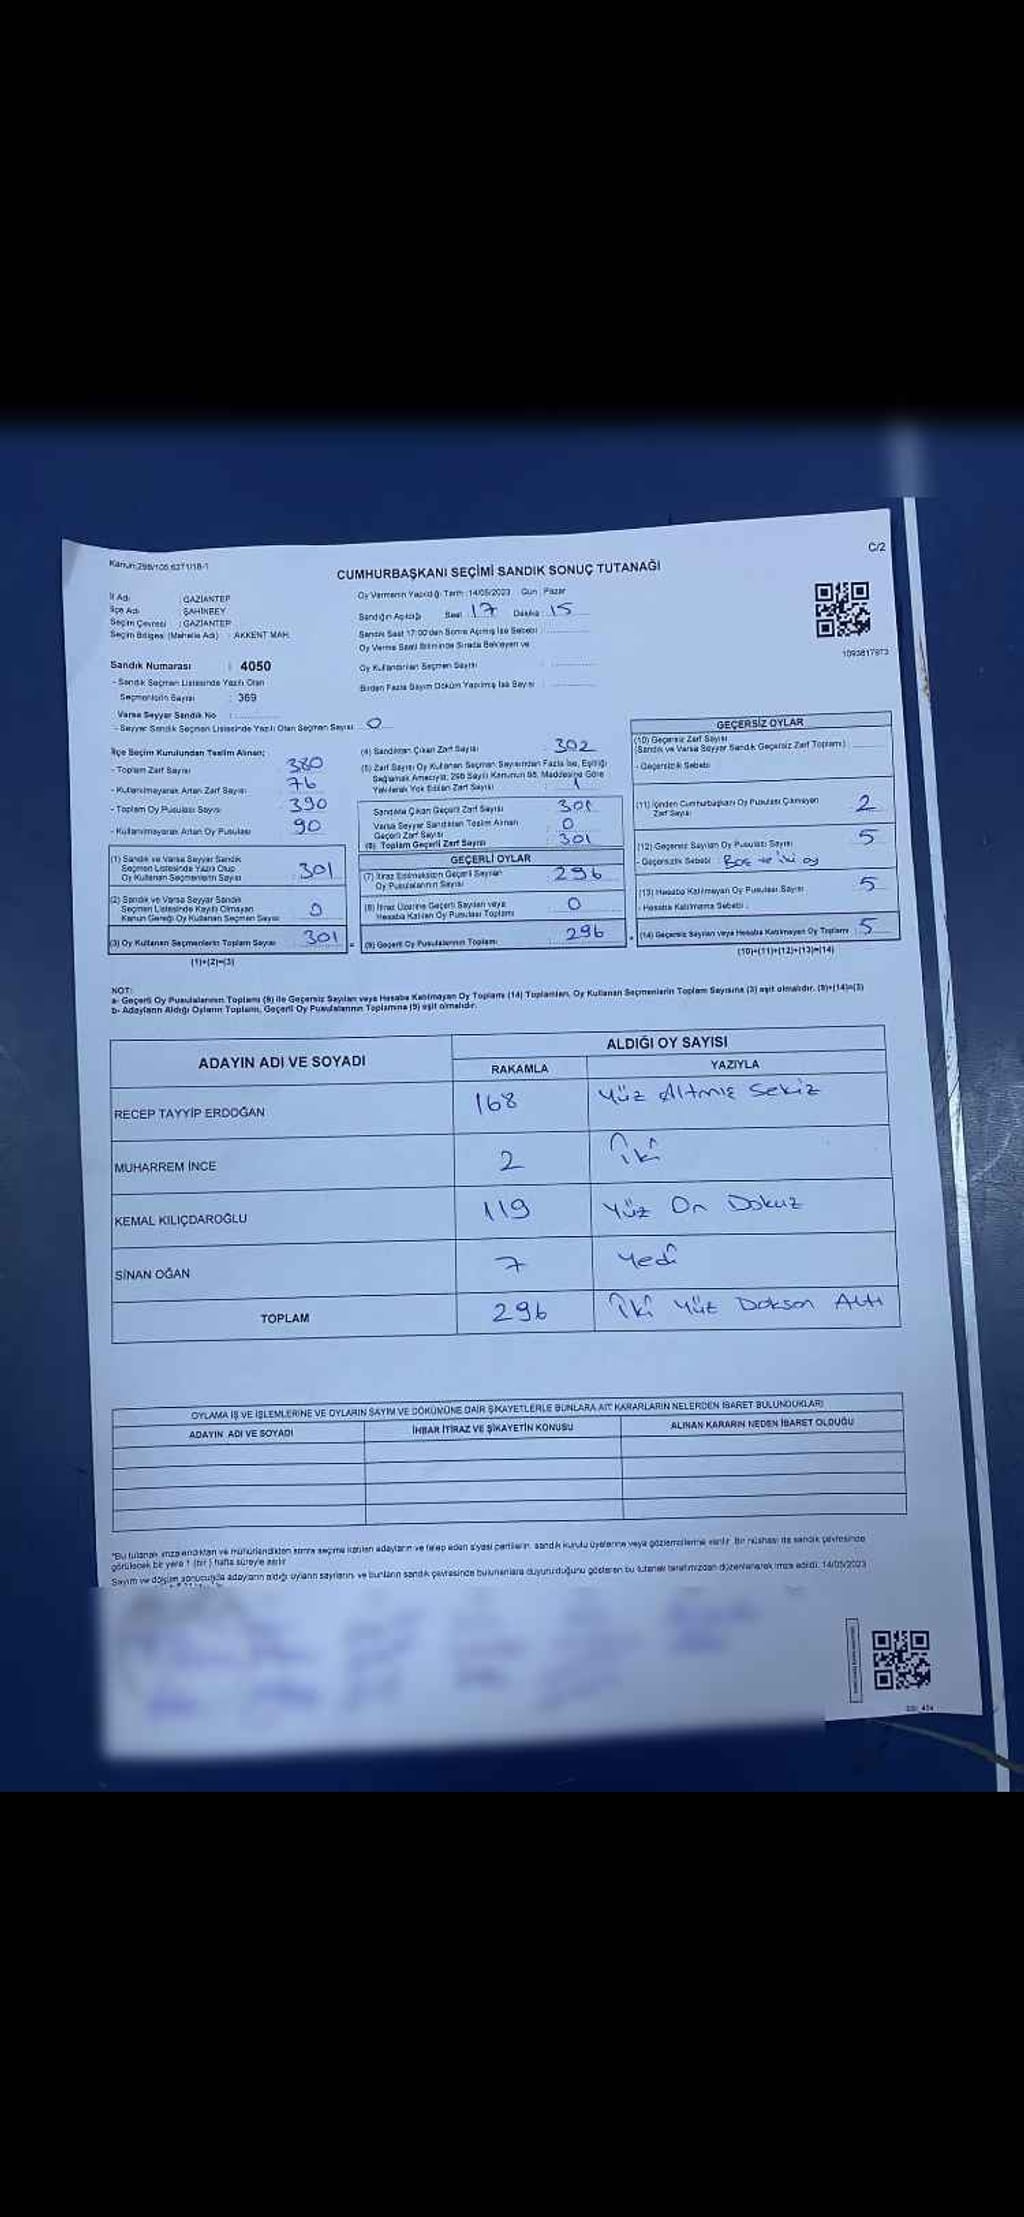 Kanun:298/105,6271/18-1
C/2
CUMHURBAŞKANI SEÇİMİ SANDIK SONUÇ TUTANAĞI
İl Adı : GAZİANTEP
İlçe Adı : ŞAHİNBEY
Seçim Çevresi : GAZİANTEP
Seçim Bölgesi (Mahalle Adı) : AKKENT MAH.
Oy Vermenin Yapıldığı Tarih : 14/05/2023 Gün : Pazar
Sandığın Açıldığı Saat : 17 Dakika : 15
Sandık Saat 17:00'den Sonra Açılmış İse Sebebi :
Oy Verme Saati Bitiminde Sırada Bekleyen ve
Oy Kullandırılan Seçmen Sayısı :
Birden Fazla Sayım Döküm Yapılmış İse Sayısı :
1093817973
Sandık Numarası : 4050
- Sandık Seçmen Listesinde Yazılı Olan
Seçmenlerin Sayısı : 369
Varsa Seyyar Sandık No :
- Seyyar Sandık Seçmen Listesinde Yazılı Olan Seçmen Sayısı : 0
İlçe Seçim Kurulundan Teslim Alınan;
- Toplam Zarf Sayısı : 380
- Kullanılmayarak Artan Zarf Sayısı : 76
- Toplam Oy Pusulası Sayısı : 390
- Kullanılmayarak Artan Oy Pusulası : 90
(1) Sandık ve Varsa Seyyar Sandık
Seçmen Listesinde Yazılı Olup
Oy Kullanan Seçmenlerin Sayısı : 301
(2) Sandık ve Varsa Seyyar Sandık
Seçmen Listesinde Kayıtlı Olmayan
Kanun Gereği Oy Kullanan Seçmen Sayısı : 0
(3) Oy Kullanan Seçmenlerin Toplam Sayısı : 301
(1)+(2)=(3)
(4) Sandıktan Çıkan Zarf Sayısı : 302
(5) Zarf Sayısı Oy Kullanan Seçmen Sayısından Fazla İse, Eşitliği
Sağlamak Amacıyla, 298 Sayılı Kanunun 98. Maddesine Göre
Yakılarak Yok Edilen Zarf Sayısı : 1
Sandıkta Çıkan Geçerli Zarf Sayısı : 301
Varsa Seyyar Sandıktan Teslim Alınan
Geçerli Zarf Sayısı : 0
(6) Toplam Geçerli Zarf Sayısı : 301
GEÇERLİ OYLAR
(7) İtiraz Edilmeksizin Geçerli Sayılan
Oy Pusulalarının Sayısı : 296
(8) İtiraz Üzerine Geçerli Sayılan veya
Hesaba Katılan Oy Pusulası Toplamı : 0
(9) Geçerli Oy Pusulalarının Toplamı : 296
GEÇERSİZ OYLAR
(10) Geçersiz Zarf Sayısı
(Sandık ve Varsa Seyyar Sandık Geçersiz Zarf Toplamı)
- Geçersizlik Sebebi :
(11) İçinden Cumhurbaşkanı Oy Pusulası Çıkmayan
Zarf Sayısı : 2
(12) Geçersiz Sayılan Oy Pusulası Sayısı : 5
- Geçersizlik Sebebi : Boş ve iki oy
(13) Hesaba Katılmayan Oy Pusulası Sayısı : 5
- Hesaba Katılmama Sebebi :
(14) Geçersiz Sayılan veya Hesaba Katılmayan Oy Toplamı : 5
(10)+(11)+(12)+(13)=(14)
NOT:
a- Geçerli Oy Pusulalarının Toplamı (9) ile Geçersiz Sayılan veya Hesaba Katılmayan Oy Toplamı (14) Toplamları, Oy Kullanan Seçmenlerin Toplam Sayısına (3) eşit olmalıdır. (9)+(14)=(3)
b- Adayların Aldığı Oyların Toplamı, Geçerli Oy Pusulalarının Toplamına (9) eşit olmalıdır.
ADAYIN ADI VE SOYADI
ALDIĞI OY SAYISI
RAKAMLA YAZIYLA
RECEP TAYYİP ERDOĞAN 168 Yüz Altmış Sekiz
MUHARREM İNCE 2 İki
KEMAL KILIÇDAROĞLU 119 Yüz On Dokuz
SİNAN OĞAN 7 Yedi
TOPLAM 296 İki Yüz Doksan Altı
OYLAMA İŞ VE İŞLEMLERİNE VE OYLARIN SAYIM VE DÖKÜMÜNE DAİR ŞİKAYETLERLE BUNLARA AİT KARARLARIN NELERDEN İBARET BULUNDUKLARI
ADAYIN ADI VE SOYADI İHBAR İTİRAZ VE ŞİKAYETİN KONUSU ALINAN KARARIN NEDEN İBARET OLDUĞU
"Bu tutanak imzalandıktan ve mühürlendikten sonra seçime katılan adayların ve talep eden siyasi partilerin, sandık kurulu üyelerine veya gözlemcilerine verilir. Bir nüshası da sandık çevresinde
görülecek bir yere 1 (bir) hafta süreyle asılır
Sayım ve döküm sonucunda adayların aldığı oyların sayılarını ve bunların sandık çevresinde bulunanlara duyurulduğunu gösteren bu tutanak tarafımızdan düzenlenerek imza edildi. 14/05/2023